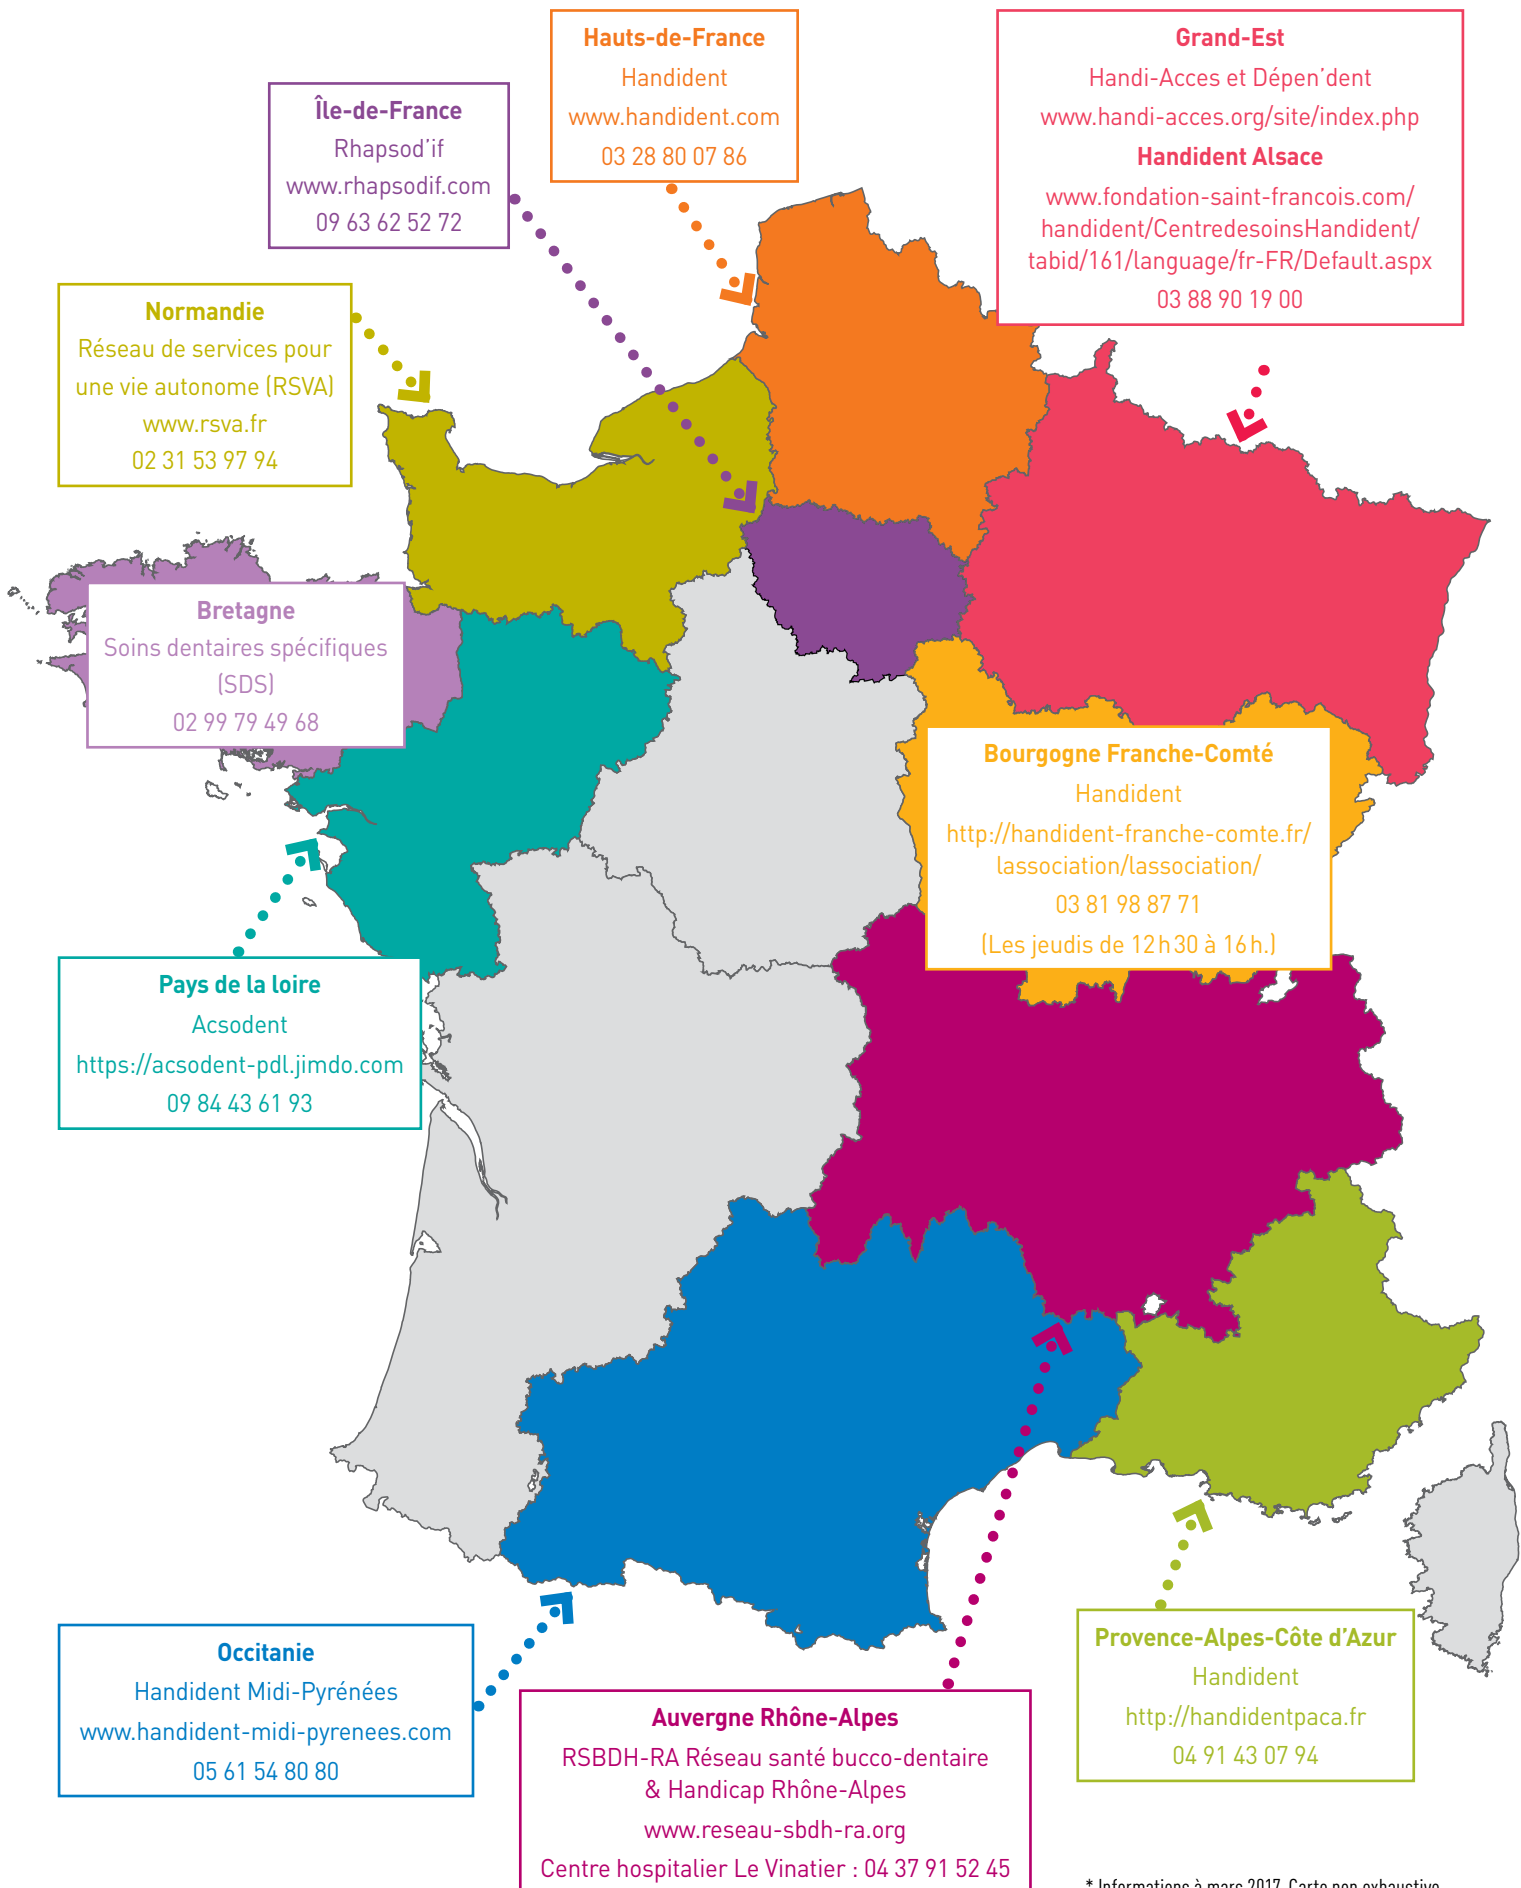 Hauts-de-France
Handident
www.handident.com
03 28 80 07 86
Grand-Est
Handi-Acces et Dépen'dent
www.handi-acces.org/site/index.php
Handident Alsace
www.fondation-saint-francois.com/
handident/CentredesoinsHandident/
tabid/161/language/fr-FR/Default.aspx
03 88 90 19 00
Île-de-France
Rhapsod'if
www.rhapsodif.com
09 63 62 52 72
Normandie
Réseau de services pour
une vie autonome (RSVA)
www.rsva.fr
02 31 53 97 94
Bretagne
Soins dentaires spécifiques
(SDS)
02 99 79 49 68
Bourgogne Franche-Comté
Handident
http://handident-franche-comte.fr/
lassociation/lassociation/
03 81 98 87 71
(Les jeudis de 12h30 à 16h.)
Pays de la loire
Acsodent
https://acsodent-pdl.jimdo.com
09 84 43 61 93
Occitanie
Handident Midi-Pyrénées
www.handident-midi-pyrenees.com
05 61 54 80 80
Auvergne Rhône-Alpes
RSBDH-RA Réseau santé bucco-dentaire
& Handicap Rhône-Alpes
www.reseau-sbdh-ra.org
Centre hospitalier Le Vinatier : 04 37 91 52 45
Provence-Alpes-Côte d'Azur
Handident
http://handidentpaca.fr
04 91 43 07 94
* Informations à mars 2017. Carte non exhaustive